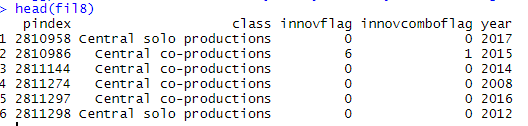 > head(fil8)
pindex class innovflag innovcomboflag year
1 2810958 Central solo productions 0 0 2017
2 2810986 Central co-productions 6 1 2015
3 2811144 Central co-productions 0 0 2014
4 2811274 Central co-productions 0 0 2008
5 2811297 Central co-productions 0 0 2016
6 2811298 Central solo productions 0 0 2012